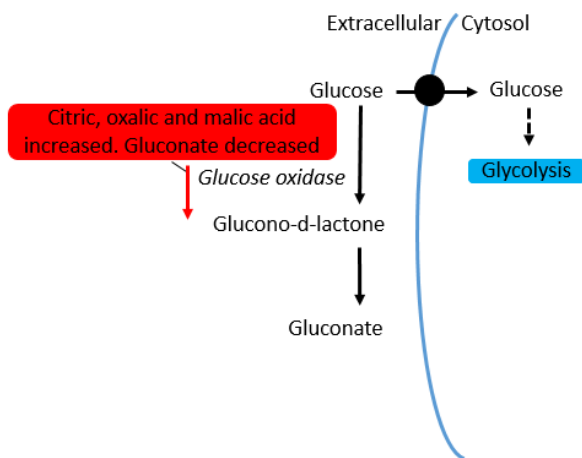 Extracellular Cytosol
Glucose Glucose
Citric, oxalic and malic acid
increased. Gluconate decreased
Glycolysis
Glucose oxidase
Glucono-d-lactone
Gluconate